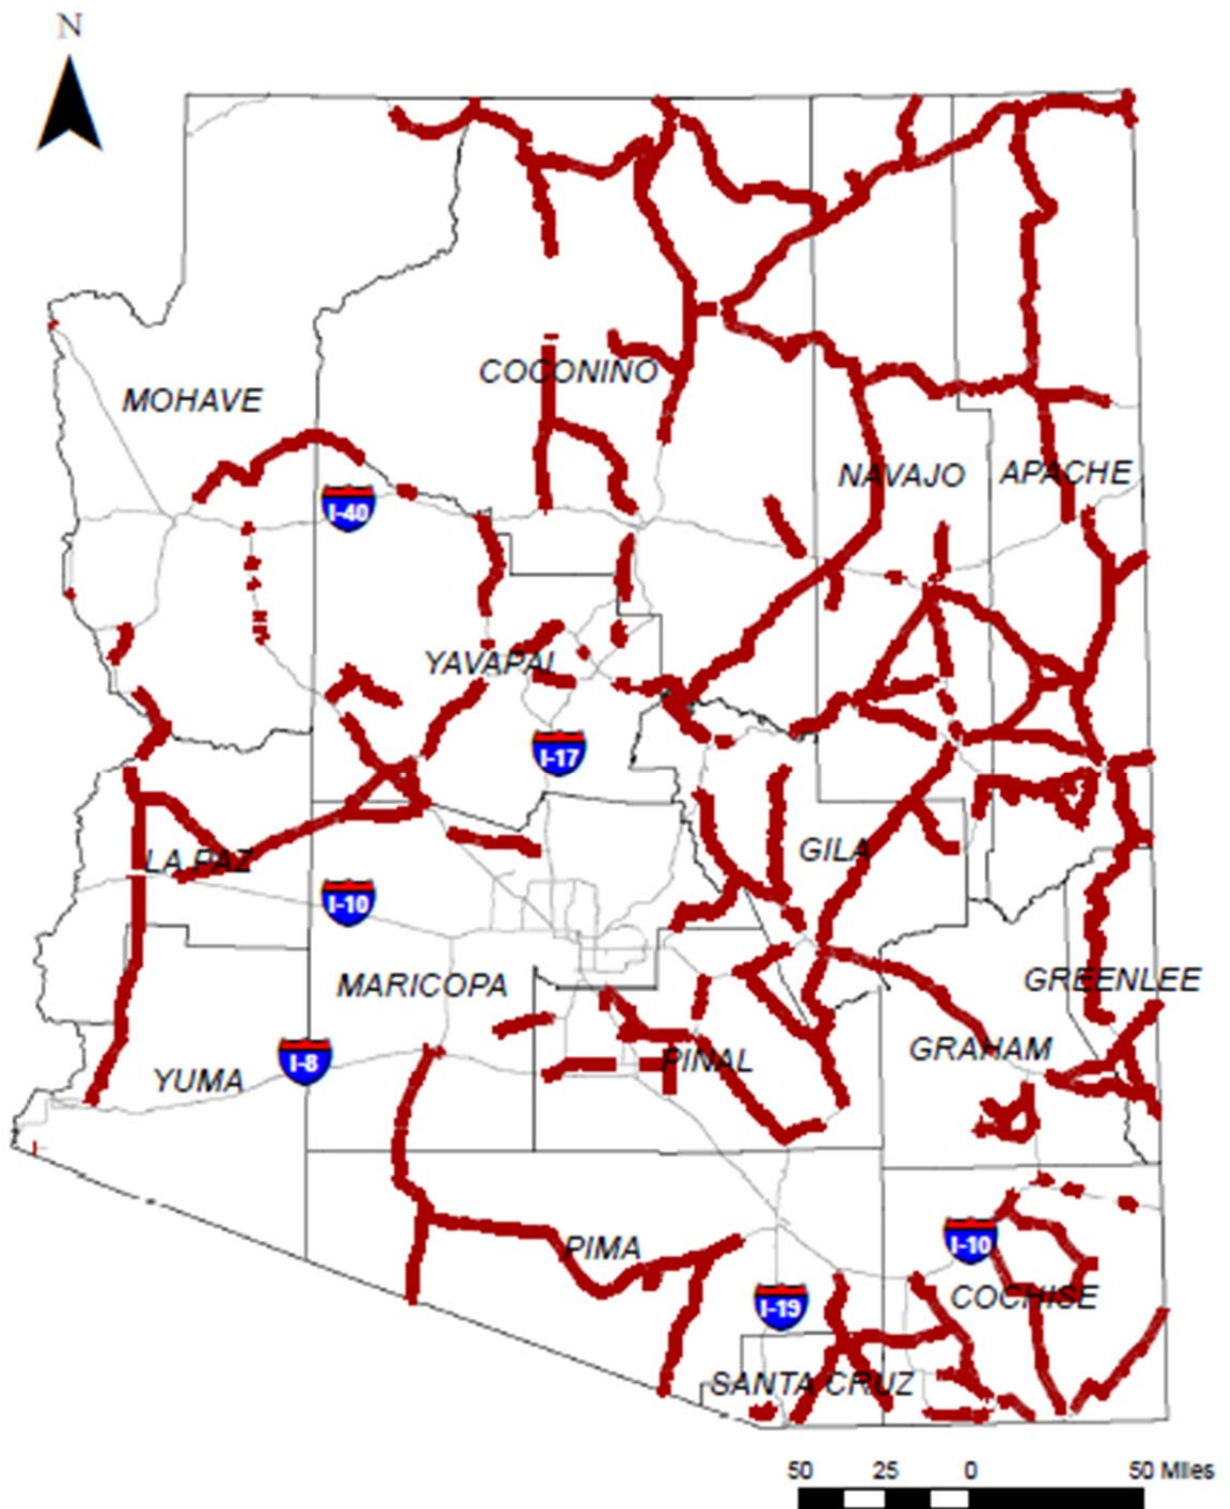 N
COCONINO
MOHAVE
NAVAJO
APACHE
I-40
YAVAPAI
I-17
GILA
LA PAZ
I-10
MARICOPA
GREENLEE
GRAHAM
I-8
PINAL
YUMA
I-10
PIMA
COCHISE
I-19
SANTA CRUZ
50 25 0 50 Miles